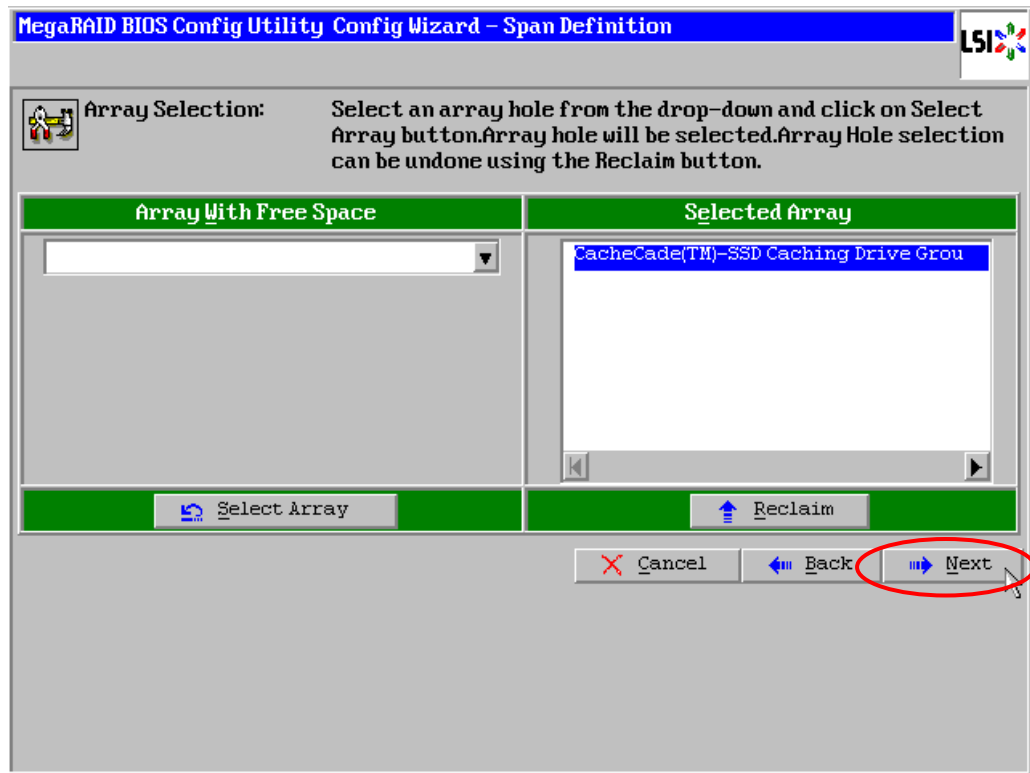 MegaRAID BIOS Config Utility Config Wizard – Span Definition
LSI
Array Selection:
Select an array hole from the drop-down and click on Select
Array button.Array hole will be selected.Array Hole selection
can be undone using the Reclaim button.
Array With Free Space
Selected Array
CacheCade(TM)-SSD Caching Drive Grou
Select Array
Reclaim
Cancel
Back
Next